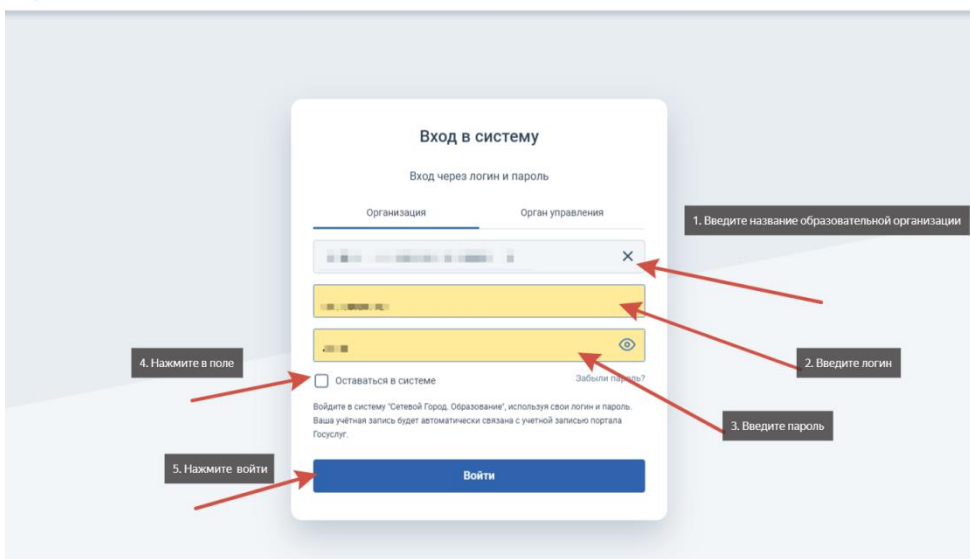 Вход в систему
Вход через логин и пароль
Организация
Орган управления
1. Введите название образовательной организации
2. Введите логин
3. Введите пароль
4. Нажмите в поле
Оставаться в системе
Забыли пароль?
Войдите в систему "Сетевой Город. Образование", используя свои логин и пароль.
Ваша учётная запись будет автоматически связана с учетной записью портала
Госуслуг.
5. Нажмите войти
Войти